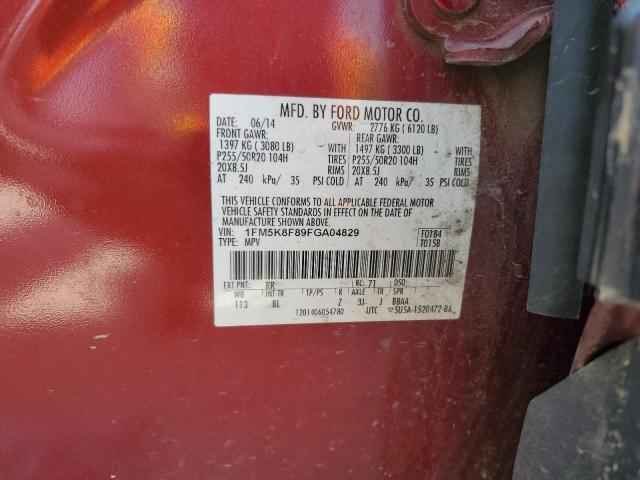 MFD. BY FORD MOTOR CO.
DATE: 06/14 GVWR: 2776 KG ( 6120 LB)
FRONT GAWR: REAR GAWR:
1397 KG ( 3080 LB) WITH 1497 KG ( 3300 LB) WITH
P255/50R20 104H TIRES P255/50R20 104H TIRES
20X8.5J RIMS 20X8.5J RIMS
AT 240 kPa/ 35 PSI COLD AT 240 kPa/ 35 PSI COLD
THIS VEHICLE CONFORMS TO ALL APPLICABLE FEDERAL MOTOR
VEHICLE SAFETY STANDARDS IN EFFECT ON THE DATE OF
MANUFACTURE SHOWN ABOVE.
VIN: 1FM5K8F89FGA04829 F0184
TYPE: MPV T0158
EXT PNT: RR RC: 71 DSO:
WB INT TR TP/PS R AXLE TR SPR
113 8L Z 3J J BBAA
1201406054780 UTC 5U5A-1520472-BA